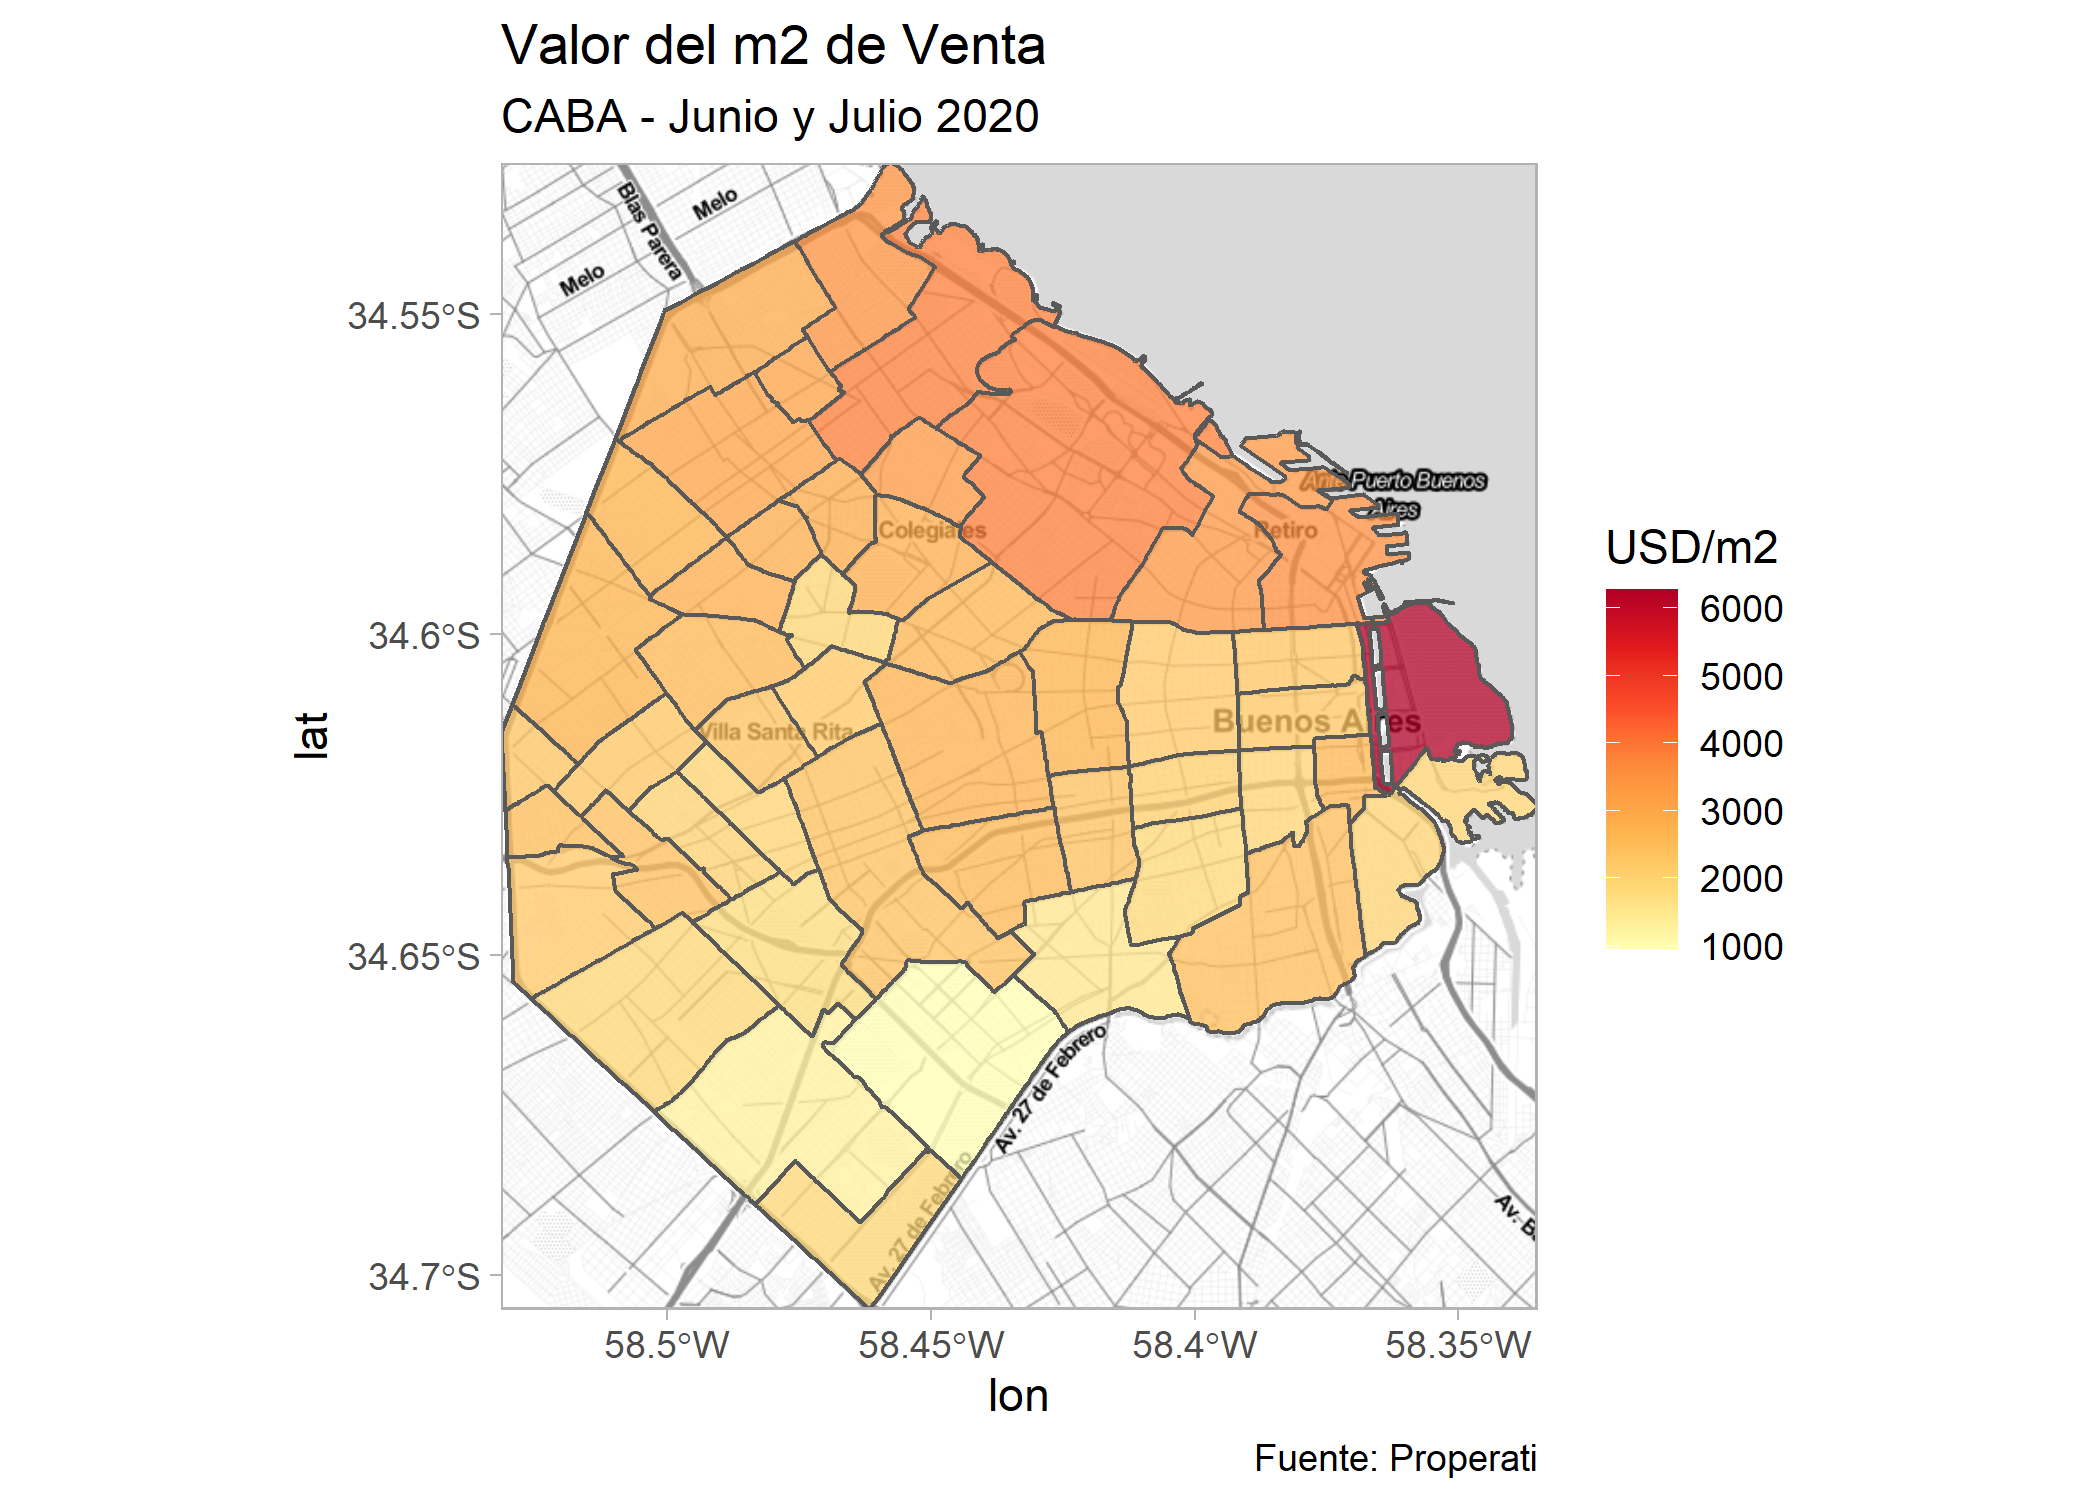 Valor del m2 de Venta
CABA - Junio y Julio 2020
Blas Parera
Melo
Melo
34.55°S
34.6°S
34.65°S
34.7°S
lat
Ante Puerto Buenos
Aires
Colegiales
Retiro
Villa Santa Rita
Buenos Aires
Av. 27 de Febrero
Av. 27 de Febrero
Av. B
58.5°W
58.45°W
58.4°W
58.35°W
lon
USD/m2
6000
5000
4000
3000
2000
1000
Fuente: Properati